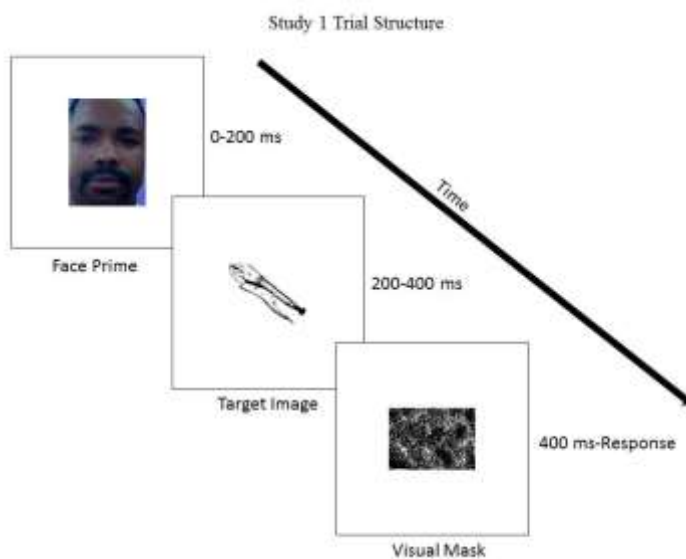 Study 1 Trial Structure
0-200 ms
Time
Face Prime
200-400 ms
Target Image
400 ms-Response
Visual Mask